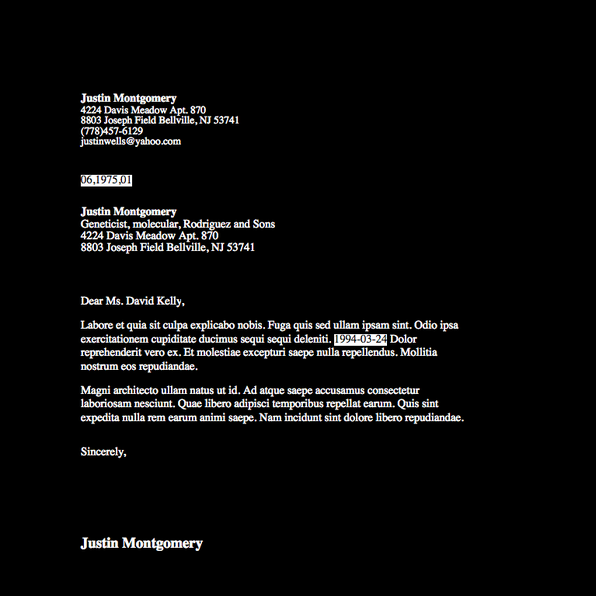 Justin Montgomery
4224 Davis Meadow Apt. 870
8803 Joseph Field Bellville, NJ 53741
(778)457-6129
justinwells@yahoo.com
06,1975,01
Justin Montgomery
Geneticist, molecular, Rodriguez and Sons
4224 Davis Meadow Apt. 870
8803 Joseph Field Bellville, NJ 53741
Dear Ms. David Kelly,
Labore et quia sit culpa explicabo nobis. Fuga quis sed ullam ipsam sint. Odio ipsa
exercitationem cupiditate ducimus sequi sequi deleniti. 1994-03-24 Dolor
reprehenderit vero ex. Et molestiae excepturi saepe nulla repellendus. Mollitia
nostrum eos repudiandae.
Magni architecto ullam natus ut id. Ad atque saepe accusamus consectetur
laboriosam nesciunt. Quae libero adipisci temporibus repellat earum. Quis sint
expedita nulla rem earum animi saepe. Nam incidunt sint dolore libero repudiandae.
Sincerely,
Justin Montgomery